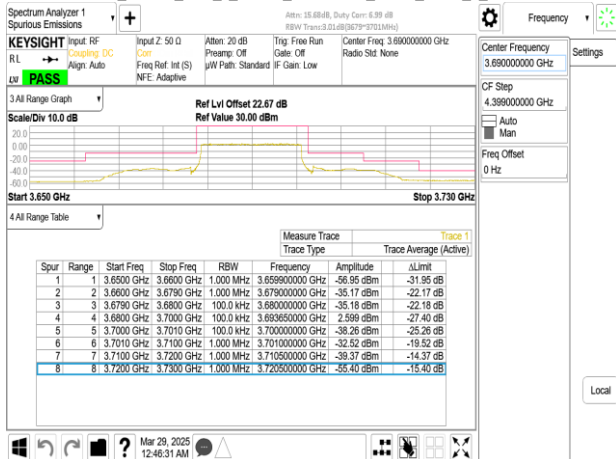 Spectrum Analyzer 1
Spurious Emissions
Attn: 15.68dB, Duty Corr: 6.99 dB
RBW Trans:3.01dB(3679~3701MHz)
Frequency
KEYSIGHT
Input: RF
Coupling: DC
Align: Auto
Input Z: 50 Ω
Corr
Freq Ref: Int (S)
NFE: Adaptive
Atten: 20 dB
Preamp: Off
µW Path: Standard
Trig: Free Run
Gate: Off
IF Gain: Low
Center Freq: 3.690000000 GHz
Radio Std: None
RL
LXI
PASS
Center Frequency
3.690000000 GHz
Settings
CF Step
4.399000000 GHz
Auto
Man
Freq Offset
0 Hz
3 All Range Graph
Scale/Div 10.0 dB
Ref Lvl Offset 22.67 dB
Ref Value 30.00 dBm
20.0
0.00
-20.0
-40.0
-60.0
Start 3.650 GHz
Stop 3.730 GHz
4 All Range Table
Measure Trace Trace 1
Trace Type Trace Average (Active)
Spur Range Start Freq Stop Freq RBW Frequency Amplitude ΔLimit
1 1 3.6500 GHz 3.6600 GHz 1.000 MHz 3.659900000 GHz -56.95 dBm -31.95 dB
2 2 3.6600 GHz 3.6790 GHz 1.000 MHz 3.679000000 GHz -35.17 dBm -22.17 dB
3 3 3.6790 GHz 3.6800 GHz 100.0 kHz 3.680000000 GHz -35.18 dBm -22.18 dB
4 4 3.6800 GHz 3.7000 GHz 100.0 kHz 3.693650000 GHz 2.599 dBm -27.40 dB
5 5 3.7000 GHz 3.7010 GHz 100.0 kHz 3.700000000 GHz -38.26 dBm -25.26 dB
6 6 3.7010 GHz 3.7100 GHz 1.000 MHz 3.701000000 GHz -32.52 dBm -19.52 dB
7 7 3.7100 GHz 3.7200 GHz 1.000 MHz 3.710500000 GHz -39.37 dBm -14.37 dB
8 8 3.7200 GHz 3.7300 GHz 1.000 MHz 3.720500000 GHz -55.40 dBm -15.40 dB
Local
?
Mar 29, 2025
12:46:31 AM